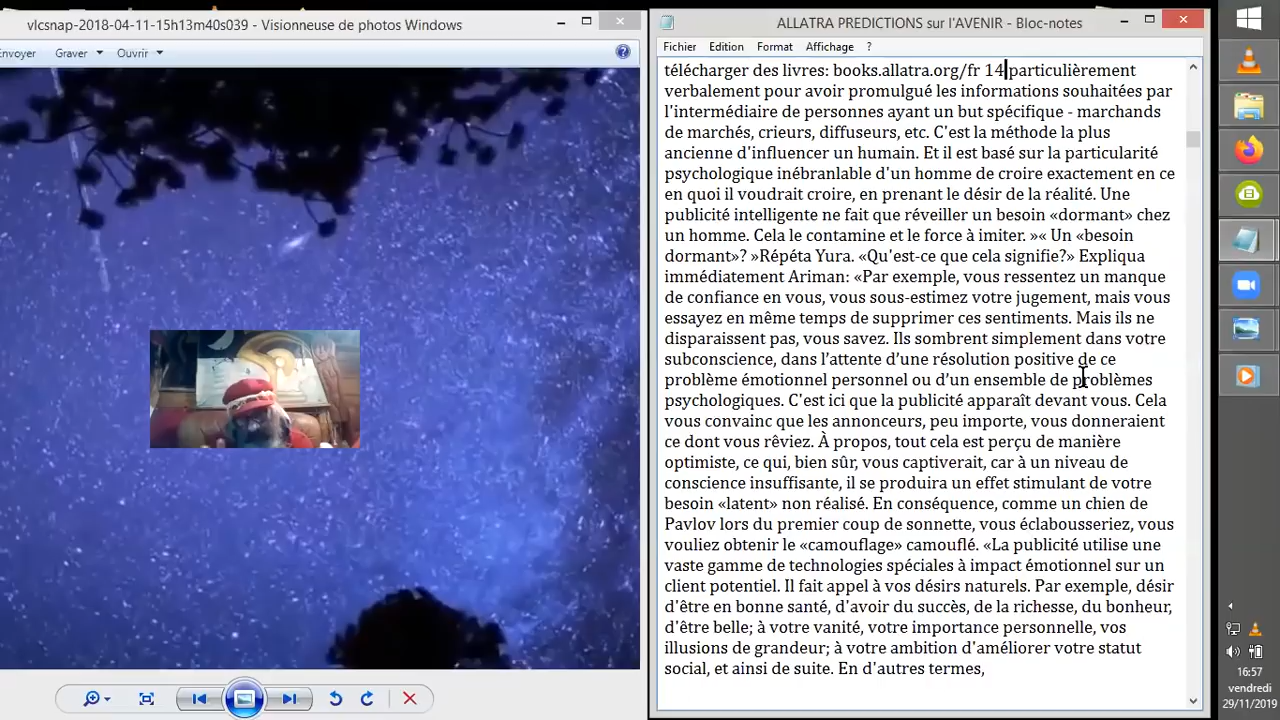 vlcsnap-2018-04-11-15h13m40s039 - Visionneuse de photos Windows
Envoyer Graver Ouvrir
ALLATRA PREDICTIONS sur l'AVENIR - Bloc-notes
Fichier Edition Format Affichage ?
télécharger des livres: books.allatra.org/fr 14 particulièrement
verbalement pour avoir promulgué les informations souhaitées par
l'intermédiaire de personnes ayant un but spécifique - marchands
de marchés, crieurs, diffuseurs, etc. C'est la méthode la plus
ancienne d'influencer un humain. Et il est basé sur la particularité
psychologique inébranlable d'un homme de croire exactement en ce
en quoi il voudrait croire, en prenant le désir de la réalité. Une
publicité intelligente ne fait que réveiller un besoin «dormant» chez
un homme. Cela le contamine et le force à imiter. »« Un «besoin
dormant»? »Répéta Yura. «Qu'est-ce que cela signifie?» Expliqua
immédiatement Ariman: «Par exemple, vous ressentez un manque
de confiance en vous, vous sous-estimez votre jugement, mais vous
essayez en même temps de supprimer ces sentiments. Mais ils ne
disparaissent pas, vous savez. Ils sombrent simplement dans votre
subconscience, dans l’attente d’une résolution positive de ce
problème émotionnel personnel ou d’un ensemble de problèmes
psychologiques. C'est ici que la publicité apparaît devant vous. Cela
vous convainc que les annonceurs, peu importe, vous donneraient
ce dont vous rêviez. À propos, tout cela est perçu de manière
optimiste, ce qui, bien sûr, vous captiverait, car à un niveau de
conscience insuffisante, il se produira un effet stimulant de votre
besoin «latent» non réalisé. En conséquence, comme un chien de
Pavlov lors du premier coup de sonnette, vous éclabousseriez, vous
vouliez obtenir le «camouflage» camouflé. «La publicité utilise une
vaste gamme de technologies spéciales à impact émotionnel sur un
client potentiel. Il fait appel à vos désirs naturels. Par exemple, désir
d'être en bonne santé, d'avoir du succès, de la richesse, du bonheur,
d'être belle; à votre vanité, votre importance personnelle, vos
illusions de grandeur; à votre ambition d'améliorer votre statut
social, et ainsi de suite. En d'autres termes,
16:57
vendredi
29/11/2019